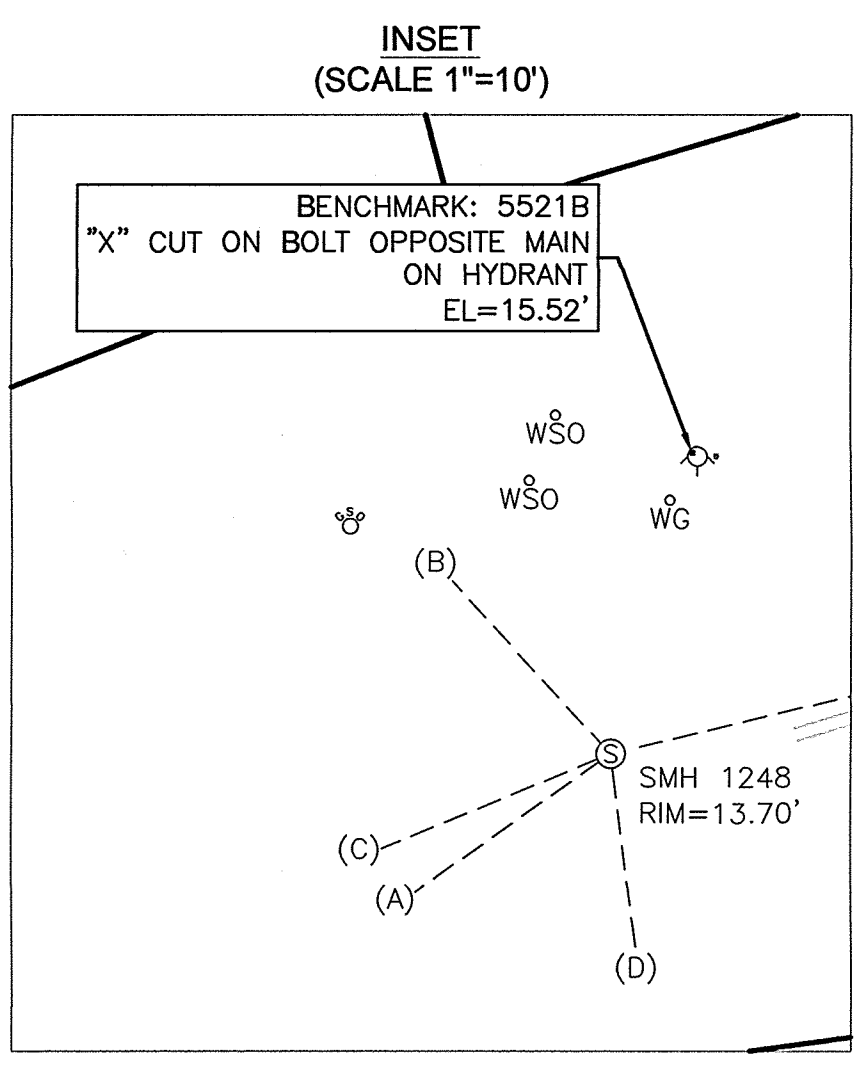 INSET
(SCALE 1"=10')
BENCHMARK: 5521B
"X" CUT ON BOLT OPPOSITE MAIN
ON HYDRANT
EL=15.52'
WSO
WSO
WG
GSO
(B)
S
SMH 1248
RIM=13.70'
(C)
(A)
(D)